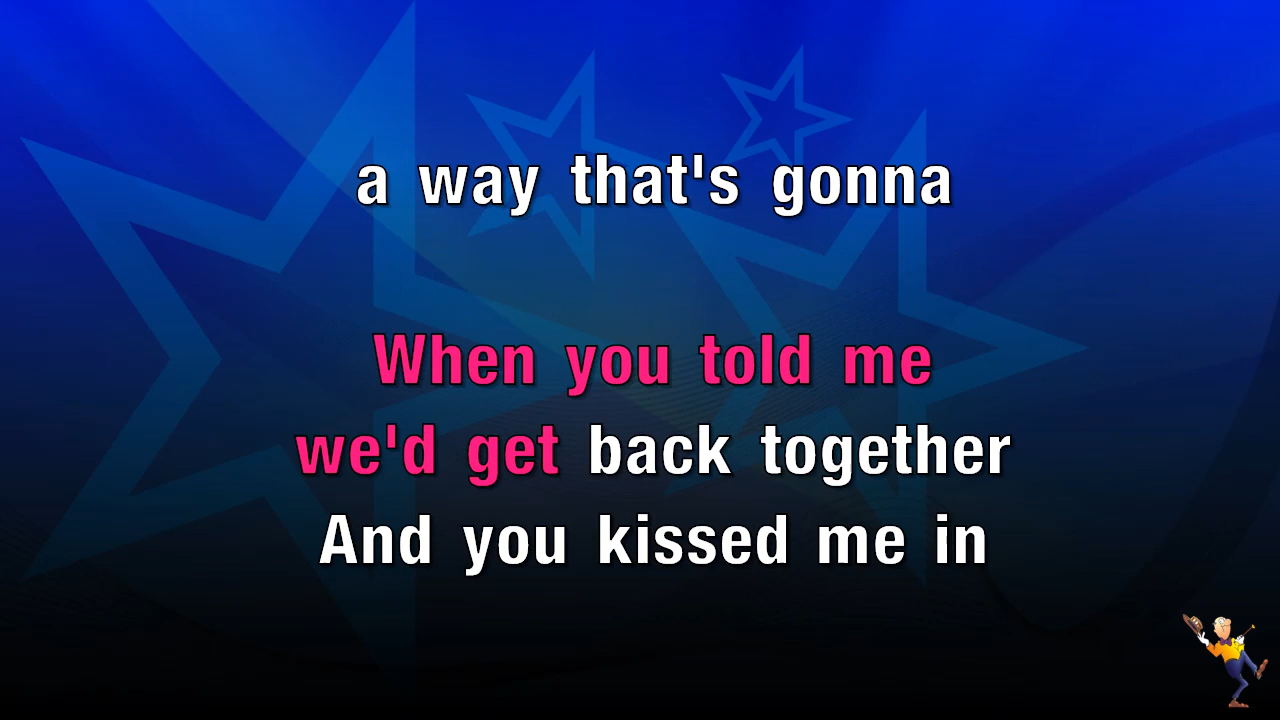 a way that's gonna
When you told me
we'd get back together
And you kissed me in